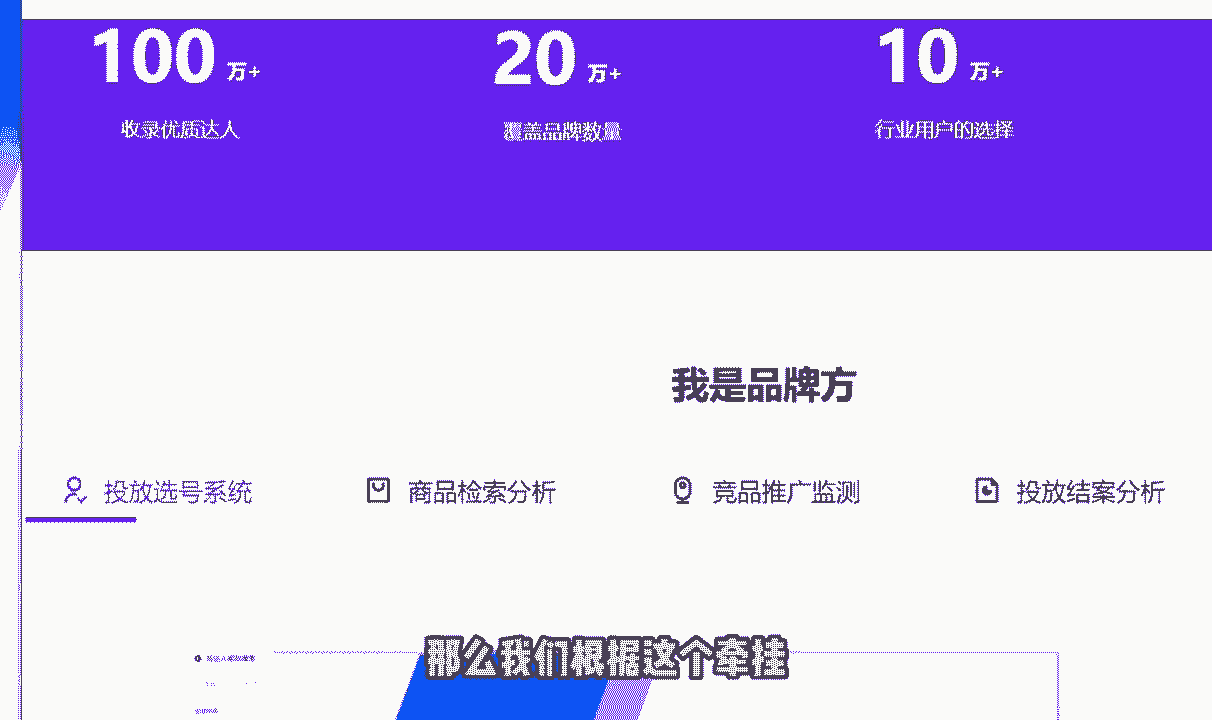 100 万+ 20 万+ 10 万+
收录优质达人 覆盖品牌数量 行业用户的选择
我是品牌方
投放选号系统 商品检索分析 竞品推广监测 投放结案分析
那么我们根据这个牵挂